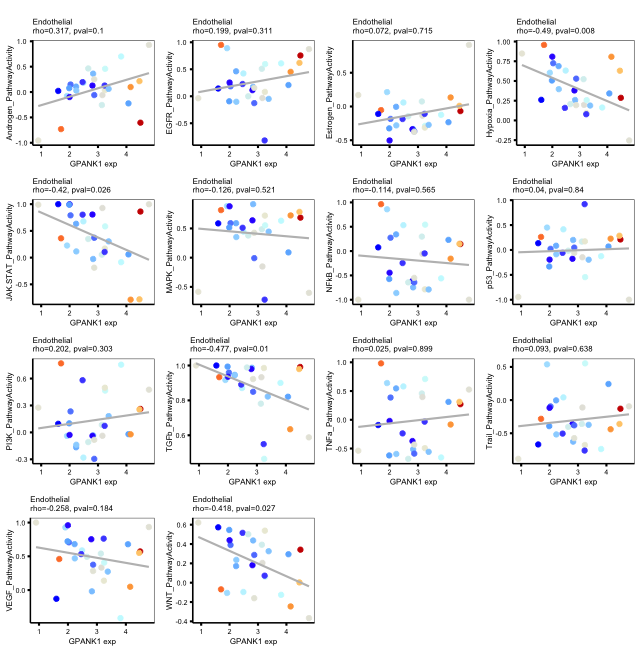 Endothelial
rho=0.317, pval=0.1
Androgen_PathwayActivity
1.0
0.5
0.0
-0.5
-1.0
1 2 3 4
GPANK1 exp
Endothelial
rho=0.199, pval=0.311
EGFR_PathwayActivity
1.0
0.5
0.0
-0.5
1 2 3 4
GPANK1 exp
Endothelial
rho=0.072, pval=0.715
Estrogen_PathwayActivity
0.5
0.0
-0.5
1 2 3 4
GPANK1 exp
Endothelial
rho=-0.49, pval=0.008
Hypoxia_PathwayActivity
1.00
0.75
0.50
0.25
0.00
-0.25
1 2 3 4
GPANK1 exp
Endothelial
rho=-0.42, pval=0.026
JAK.STAT_PathwayActivity
1.0
0.5
0.0
-0.5
1 2 3 4
GPANK1 exp
Endothelial
rho=-0.126, pval=0.521
MAPK_PathwayActivity
0.5
0.0
-0.5
1 2 3 4
GPANK1 exp
Endothelial
rho=-0.114, pval=0.565
NFkB_PathwayActivity
1.0
0.5
0.0
-0.5
-1.0
1 2 3 4
GPANK1 exp
Endothelial
rho=0.04, pval=0.84
p53_PathwayActivity
1.0
0.5
0.0
-0.5
-1.0
1 2 3 4
GPANK1 exp
Endothelial
rho=0.202, pval=0.303
PI3K_PathwayActivity
0.6
0.3
0.0
-0.3
1 2 3 4
GPANK1 exp
Endothelial
rho=-0.477, pval=0.01
TGFb_PathwayActivity
1.0
0.8
0.6
1 2 3 4
GPANK1 exp
Endothelial
rho=0.025, pval=0.899
TNFa_PathwayActivity
1.0
0.5
0.0
-0.5
1 2 3 4
GPANK1 exp
Endothelial
rho=0.093, pval=0.638
Trail_PathwayActivity
0.5
0.0
-0.5
1 2 3 4
GPANK1 exp
Endothelial
rho=-0.258, pval=0.184
VEGF_PathwayActivity
1.0
0.5
0.0
1 2 3 4
GPANK1 exp
Endothelial
rho=-0.418, pval=0.027
WNT_PathwayActivity
0.6
0.4
0.2
0.0
-0.2
-0.4
1 2 3 4
GPANK1 exp